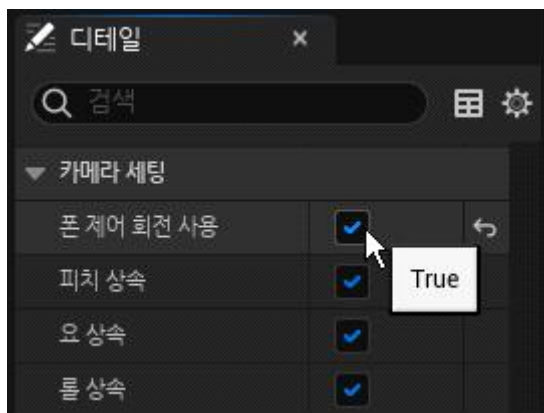 디테일
검색
카메라 세팅
폰 제어 회전 사용
True
피치 상속
요 상속
롤 상속